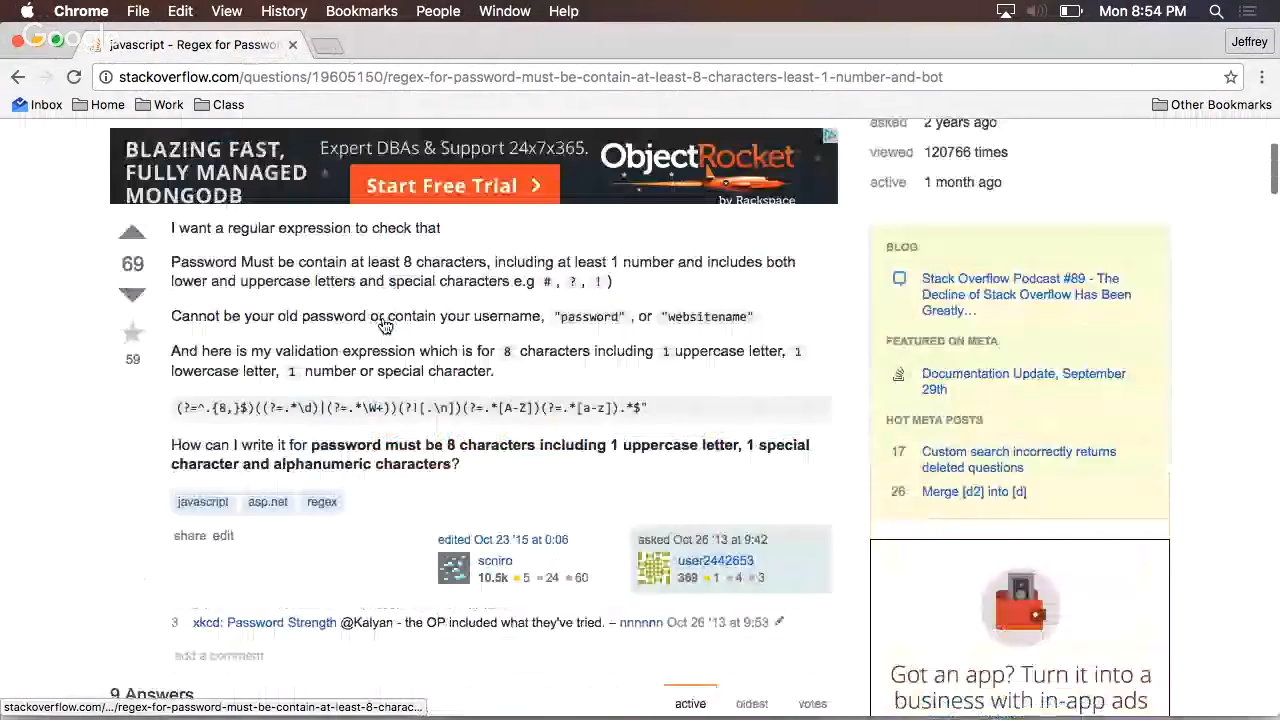 Chrome File Edit View History Bookmarks People Window Help Mon 8:54 PM
Google
javascript - Regex for Passwo
Jeffrey
stackoverflow.com/questions/19605150/regex-for-password-must-be-contain-at-least-8-characters-least-1-number-and-bot
Inbox Home Work Class Other Bookmarks
BLAZING FAST,
FULLY MANAGED
MONGODB
Expert DBAs & Support 24x7x365.
Start Free Trial
ObjectRocket
by Rackspace
I want a regular expression to check that
69
Password Must be contain at least 8 characters, including at least 1 number and includes both
lower and uppercase letters and special characters e.g # , ? , ! )
Cannot be your old password or contain your username, "password" , or "websitename"
59
And here is my validation expression which is for 8 characters including 1 uppercase letter, 1
lowercase letter, 1 number or special character.
(?=^.{8,}$)((?=.*\d)|(?=.*\W+))(?![.\n])(?=.*[A-Z])(?=.*[a-z]).*$"
How can I write it for password must be 8 characters including 1 uppercase letter, 1 special
character and alphanumeric characters?
javascript asp.net regex
share edit
edited Oct 23 '15 at 0:06
scniro
10.5k 5 24 60
asked Oct 26 '13 at 9:42
user2442653
369 1 4 3
3 xkcd: Password Strength @Kalyan - the OP included what they've tried. – nnnnnn Oct 26 '13 at 9:53
add a comment
9 Answers
active oldest votes
stackoverflow.com/.../regex-for-password-must-be-contain-at-least-8-charac...
asked 2 years ago
viewed 120766 times
active 1 month ago
BLOG
Stack Overflow Podcast #89 - The
Decline of Stack Overflow Has Been
Greatly…
FEATURED ON META
Documentation Update, September
29th
HOT META POSTS
17 Custom search incorrectly returns
deleted questions
26 Merge [d2] into [d]
Got an app? Turn it into a
business with in-app ads